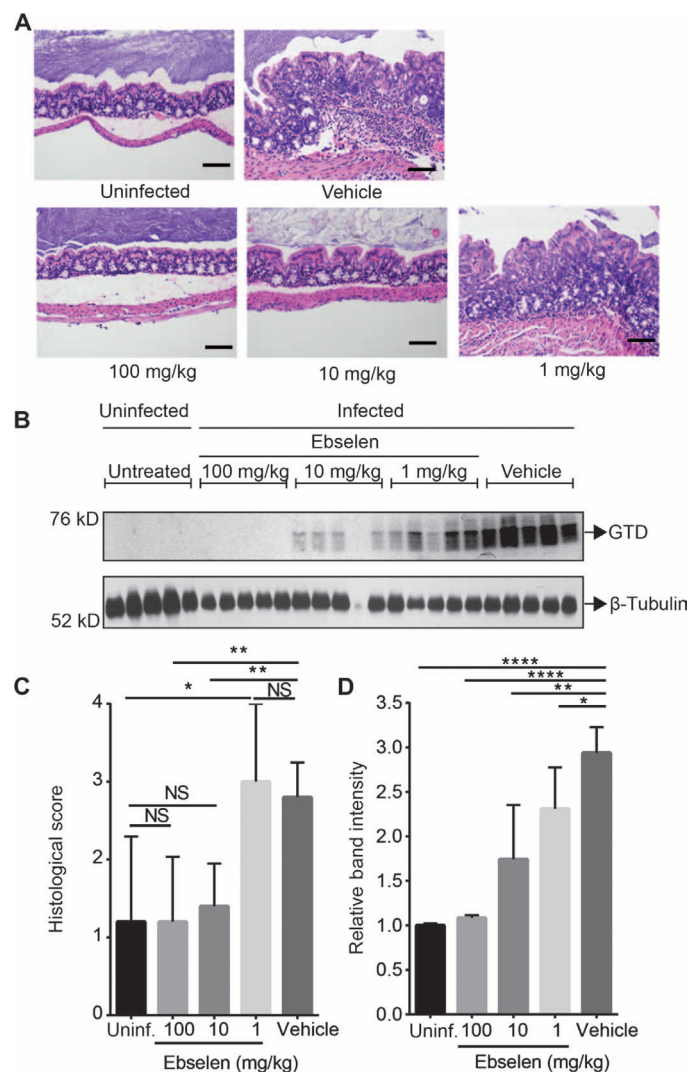 A
Uninfected
Vehicle
100 mg/kg
10 mg/kg
1 mg/kg
B
Uninfected
Infected
Ebselen
Untreated
100 mg/kg
10 mg/kg
1 mg/kg
Vehicle
76 kD
GTD
52 kD
β-Tubulin
C
**
**
*
NS
NS
NS
Histological score
4
3
2
1
0
Uninf.
100
10
1
Vehicle
Ebselen (mg/kg)
D
****
****
**
*
Relative band intensity
3.5
3.0
2.5
2.0
1.5
1.0
0.5
0.0
Uninf.
100
10
1
Vehicle
Ebselen (mg/kg)